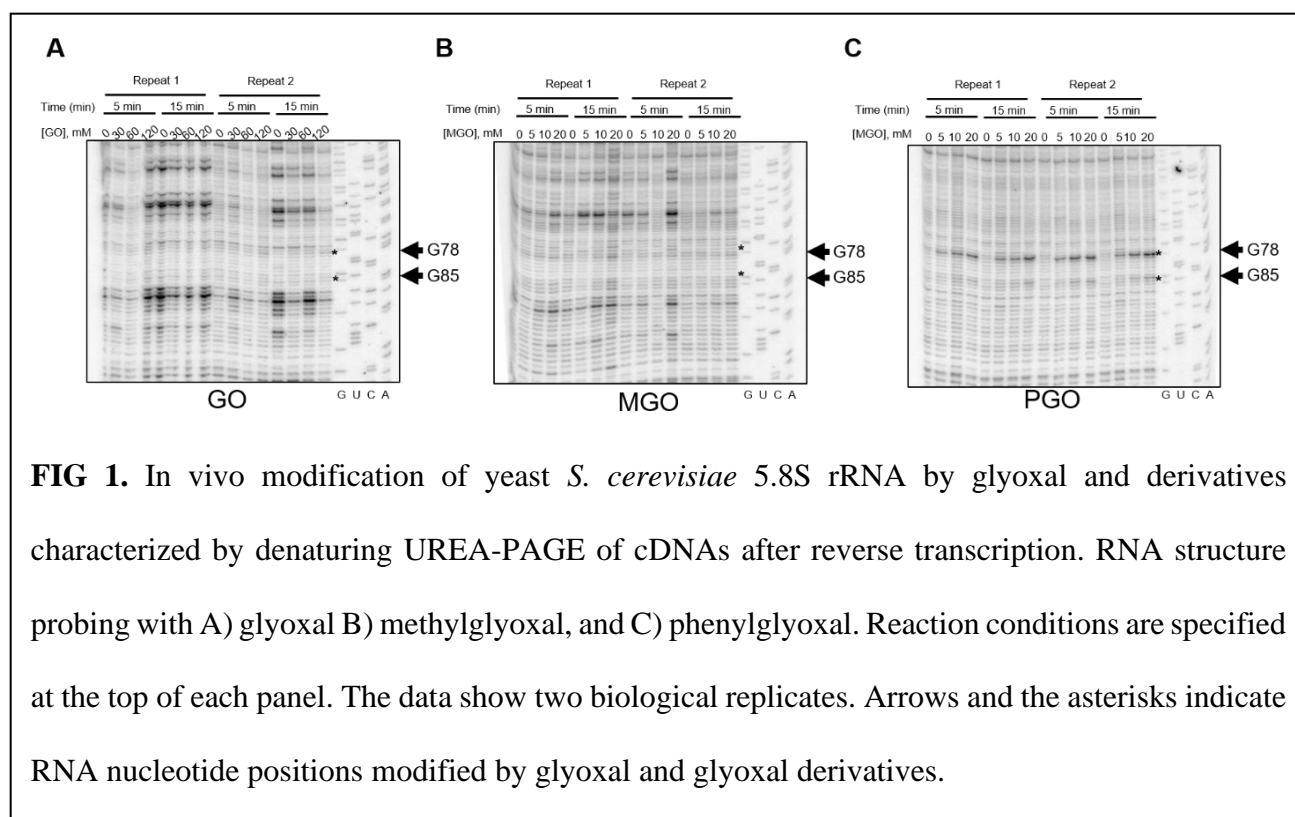 A
Repeat 1 Repeat 2
Time (min) 5 min 15 min 5 min 15 min
[GO], mM 0 30 60 120 0 30 60 120 0 30 60 120 0 30 60 120
* G78
* G85
G U C A
GO
B
Repeat 1 Repeat 2
Time (min) 5 min 15 min 5 min 15 min
[MGO], mM 0 5 10 20 0 5 10 20 0 5 10 20 0 5 10 20
* G78
* G85
G U C A
MGO
C
Repeat 1 Repeat 2
Time (min) 5 min 15 min 5 min 15 min
[MGO], mM 0 5 10 20 0 5 10 20 0 5 10 20 0 510 20
* G78
* G85
G U C A
PGO
FIG 1. In vivo modification of yeast S. cerevisiae 5.8S rRNA by glyoxal and derivatives
characterized by denaturing UREA-PAGE of cDNAs after reverse transcription. RNA structure
probing with A) glyoxal B) methylglyoxal, and C) phenylglyoxal. Reaction conditions are specified
at the top of each panel. The data show two biological replicates. Arrows and the asterisks indicate
RNA nucleotide positions modified by glyoxal and glyoxal derivatives.